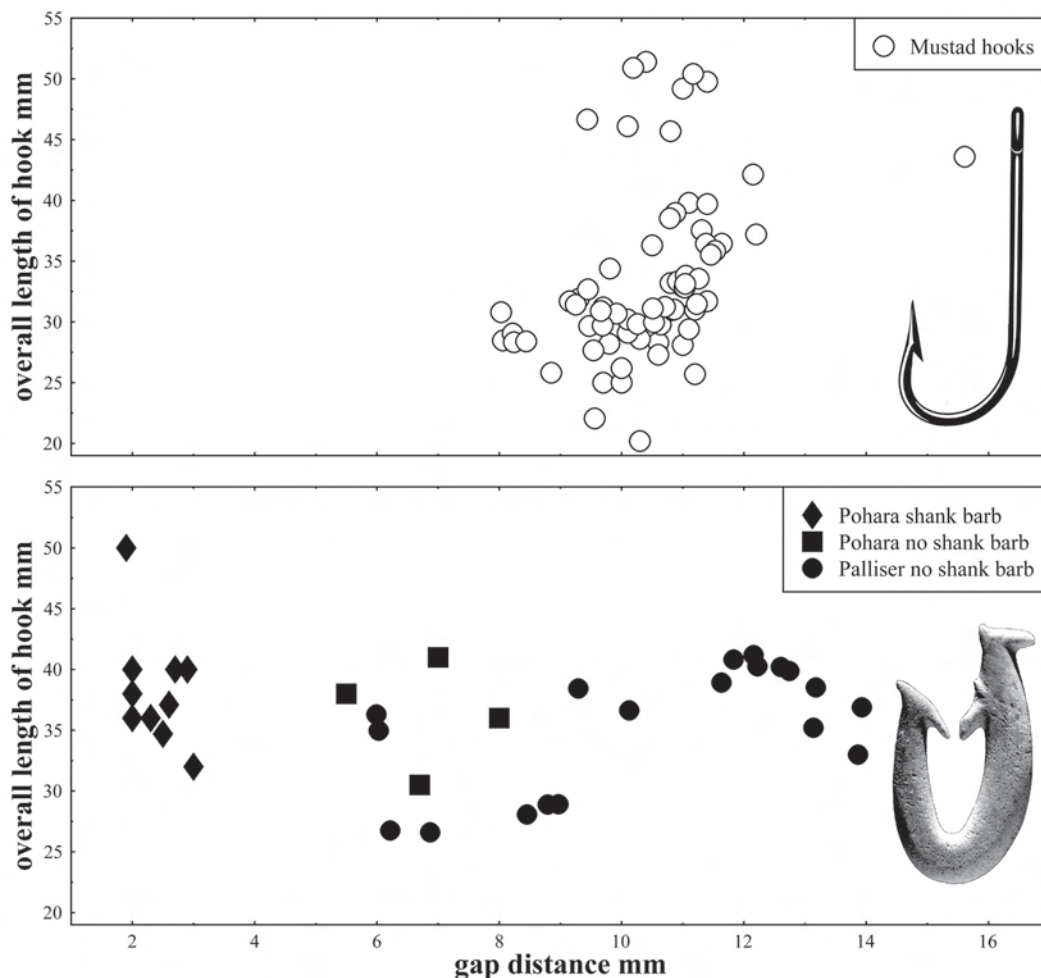 55
50
45
40
35
30
25
20
overall length of hook mm
Mustad hooks
55
50
45
40
35
30
25
20
overall length of hook mm
Pohara shank barb
Pohara no shank barb
Palliser no shank barb
2 4 6 8 10 12 14 16
gap distance mm